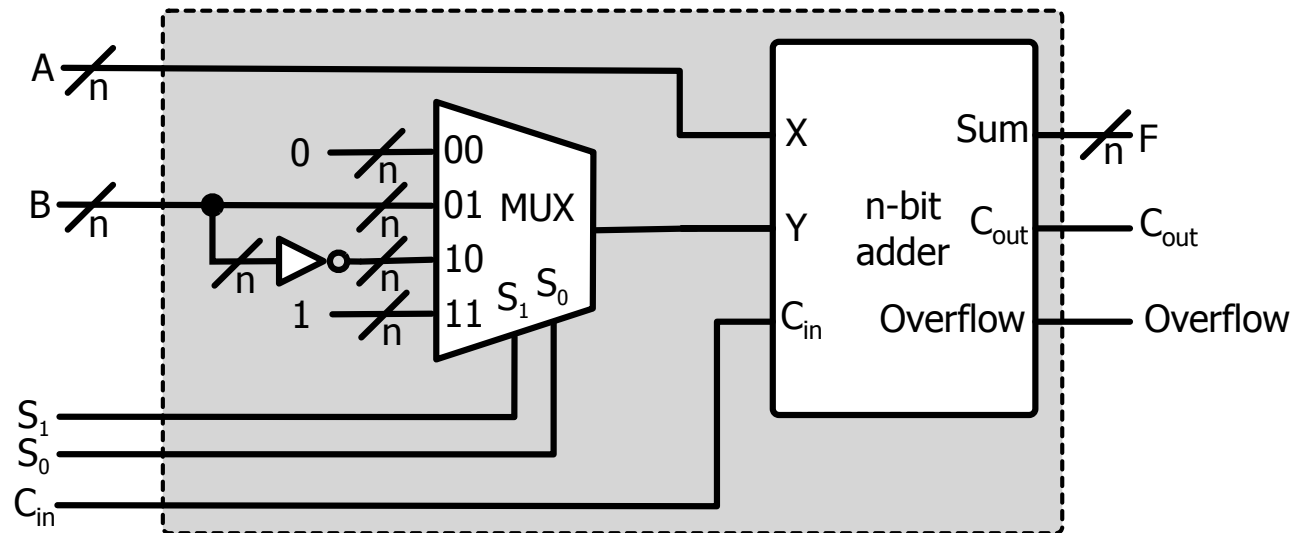 A
n
0
n
00
B
n
n
01
MUX
n
n
10
1
n
11
S₁
S₀
X
Y
Cᵢₙ
n-bit
adder
Sum
Cₒᵤₜ
Overflow
n
F
Cₒᵤₜ
Overflow
S₁
S₀
Cᵢₙ